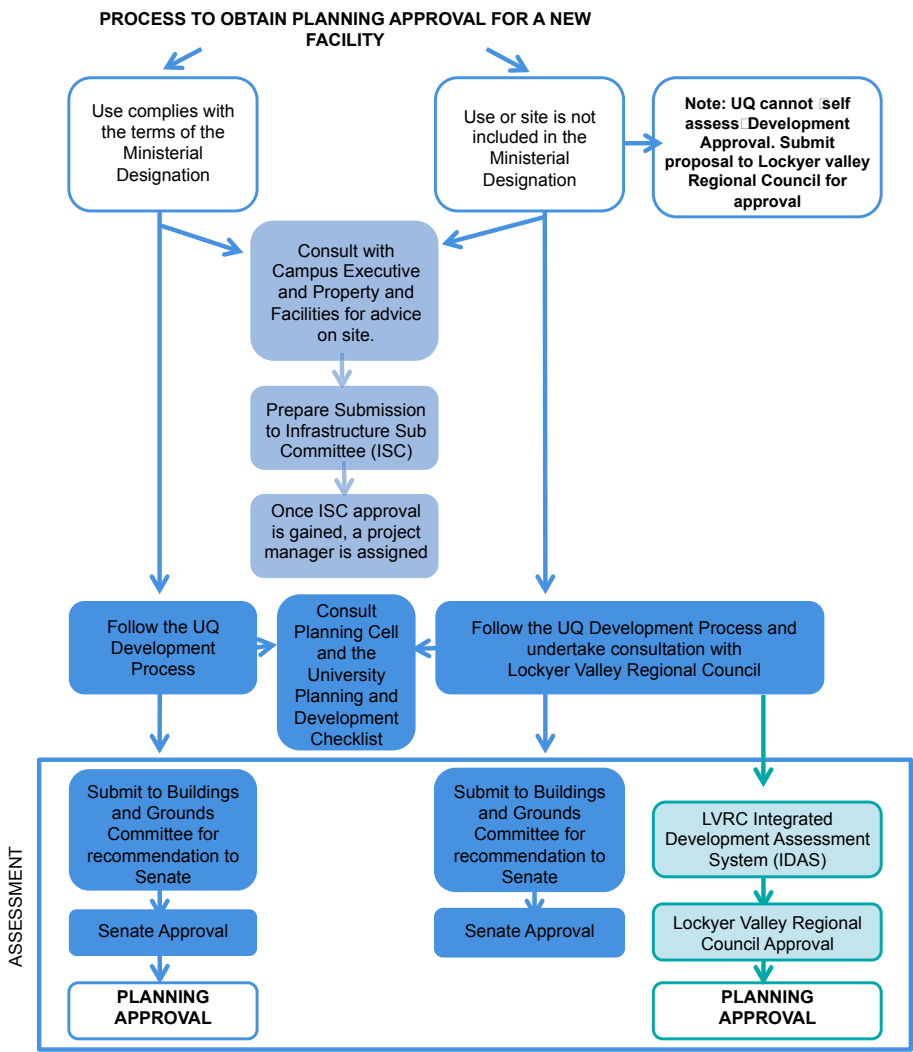 PROCESS TO OBTAIN PLANNING APPROVAL FOR A NEW
FACILITY
Use complies with
the terms of the
Ministerial
Designation
Use or site is not
included in the
Ministerial
Designation
Note: UQ cannot self
assess Development
Approval. Submit
proposal to Lockyer valley
Regional Council for
approval
Consult with
Campus Executive
and Property and
Facilities for advice
on site.
Prepare Submission
to Infrastructure Sub
Committee (ISC)
Once ISC approval
is gained, a project
manager is assigned
Follow the UQ
Development
Process
Consult
Planning Cell
and the
University
Planning and
Development
Checklist
Follow the UQ Development Process and
undertake consultation with
Lockyer Valley Regional Council
ASSESSMENT
Submit to Buildings
and Grounds
Committee for
recommendation to
Senate
Senate Approval
PLANNING
APPROVAL
Submit to Buildings
and Grounds
Committee for
recommendation to
Senate
Senate Approval
LVRC Integrated
Development Assessment
System (IDAS)
Lockyer Valley Regional
Council Approval
PLANNING
APPROVAL